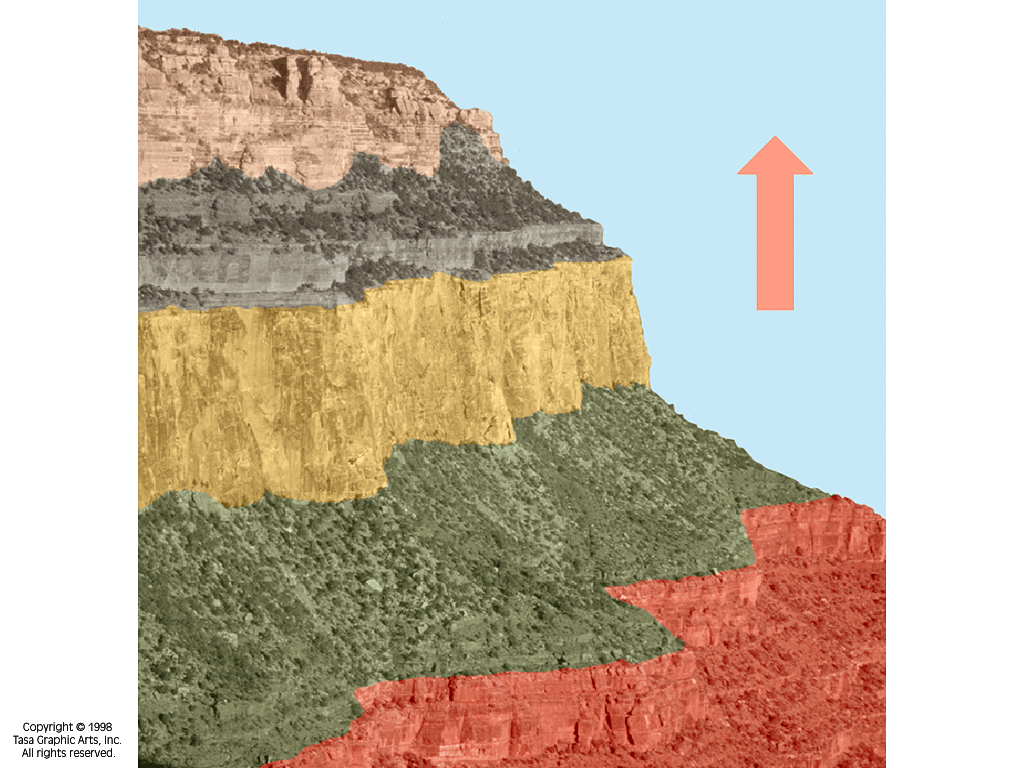 Copyright © 1998
Tasa Graphic Arts, Inc.
All rights reserved.